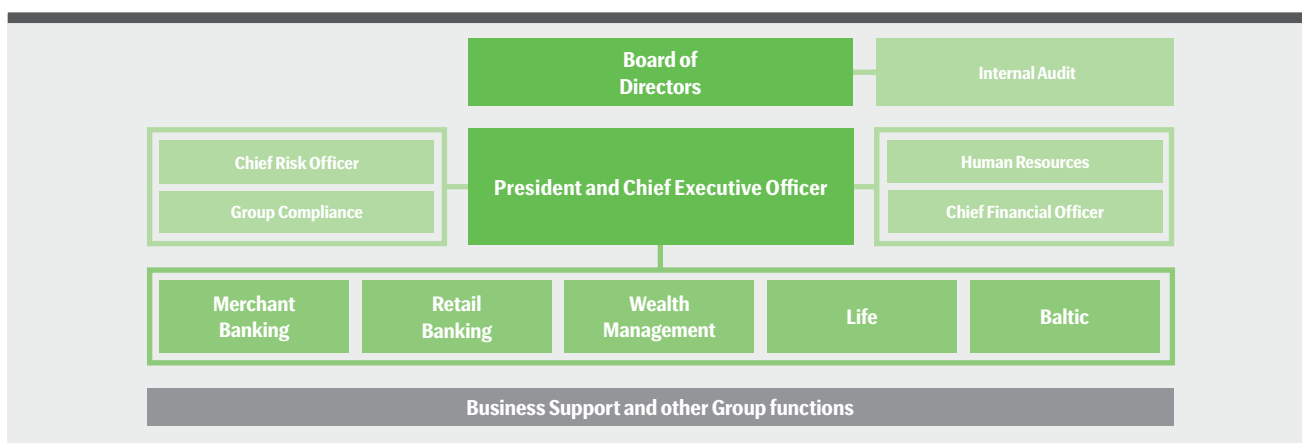 Board of
Directors
Internal Audit
Chief Risk Officer
Group Compliance
President and Chief Executive Officer
Human Resources
Chief Financial Officer
Merchant
Banking
Retail
Banking
Wealth
Management
Life
Baltic
Business Support and other Group functions